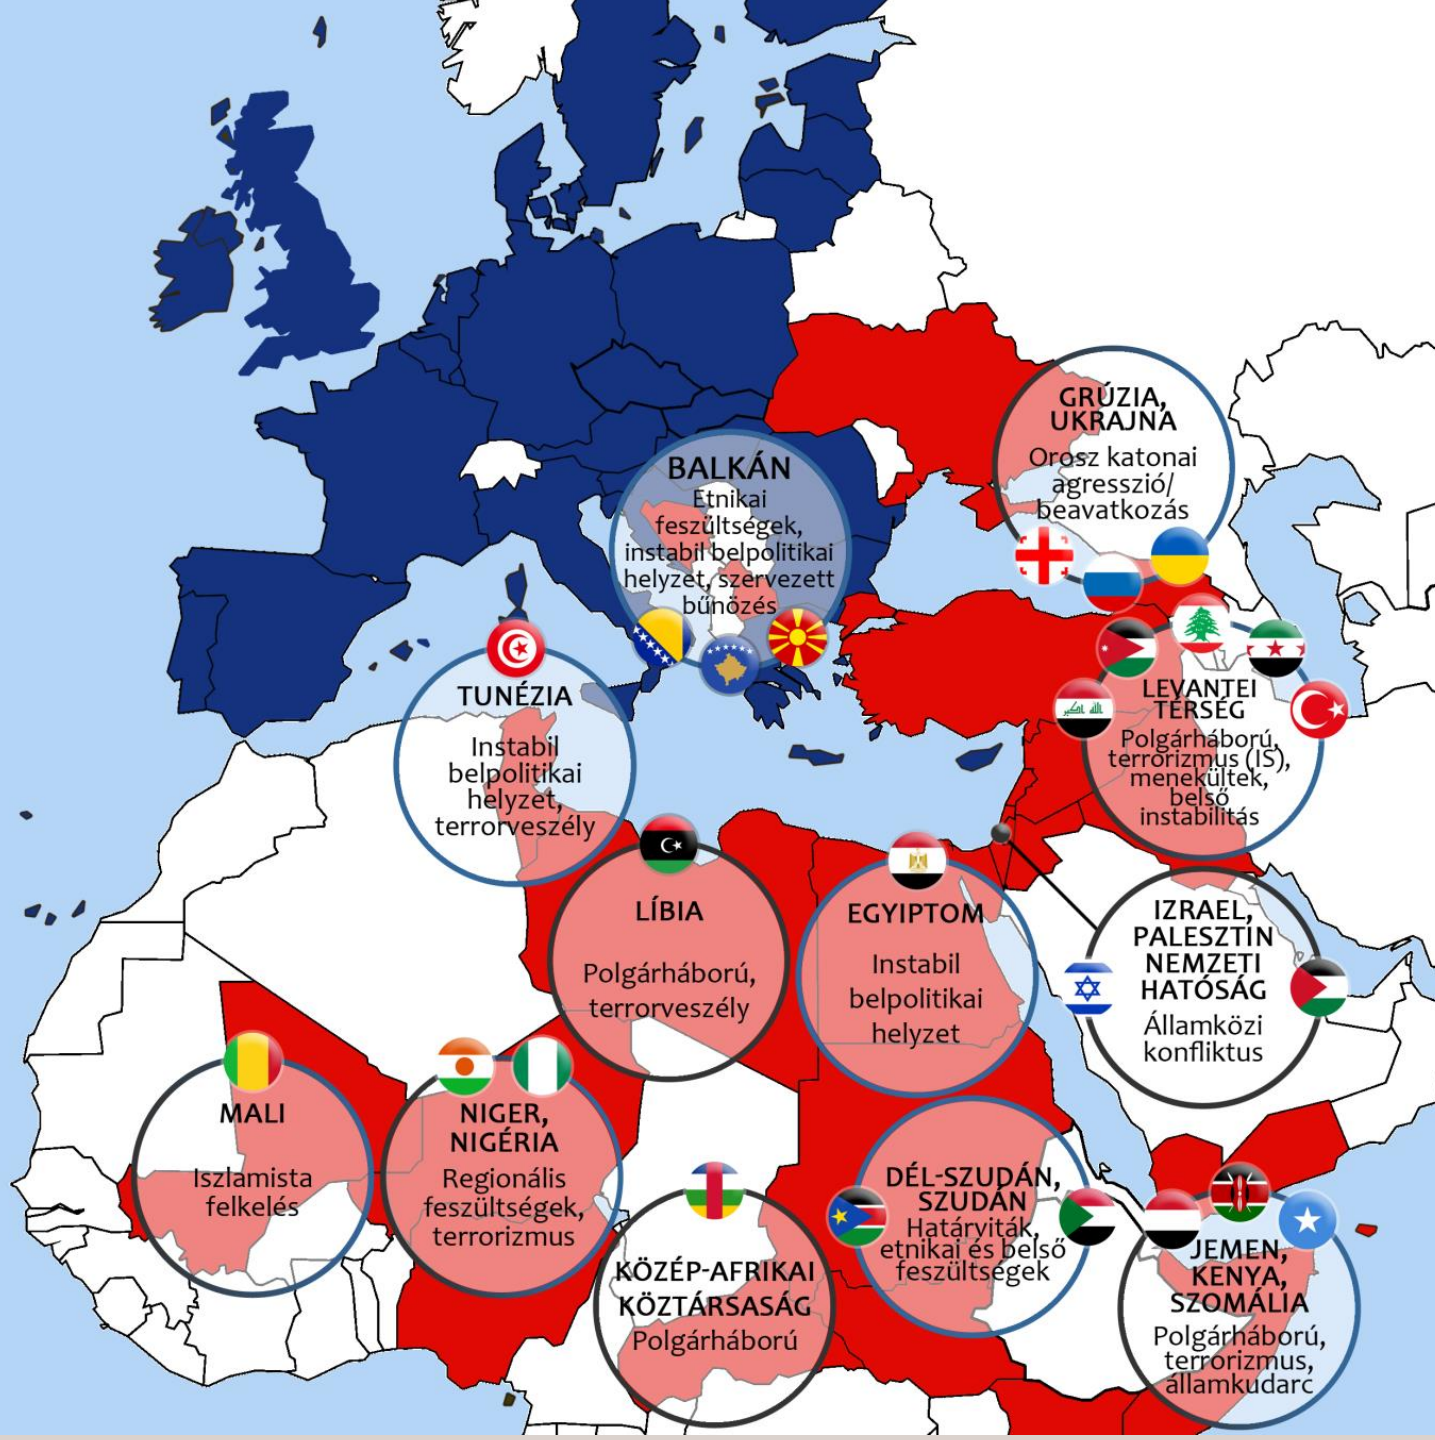 GRÚZIA,
UKRAJNA
Orosz katonai
agresszió/
beavatkozás
BALKÁN
Etnikai
feszültségek,
instabil belpolitikai
helyzet, szervezett
bűnözés
TUNÉZIA
Instabil
belpolitikai
helyzet,
terrorveszély
LEVANTEI
TÉRSÉG
Polgárháború,
terrorizmus (IS),
menekültek,
belső
instabilitás
LÍBIA
Polgárháború,
terrorveszély
EGYIPTOM
Instabil
belpolitikai
helyzet
IZRAEL,
PALESZTIN
NEMZETI
HATÓSÁG
Államközi
konfliktus
MALI
Iszlamista
felkelés
NIGER,
NIGÉRIA
Regionális
feszültségek,
terrorizmus
KÖZÉP-AFRIKAI
KÖZTÁRSASÁG
Polgárháború
DÉL-SZUDÁN,
SZUDÁN
Határviták,
etnikai és belső
feszültségek
JEMEN,
KENYA,
SZOMÁLIA
Polgárháború,
terrorizmus,
államkudarc